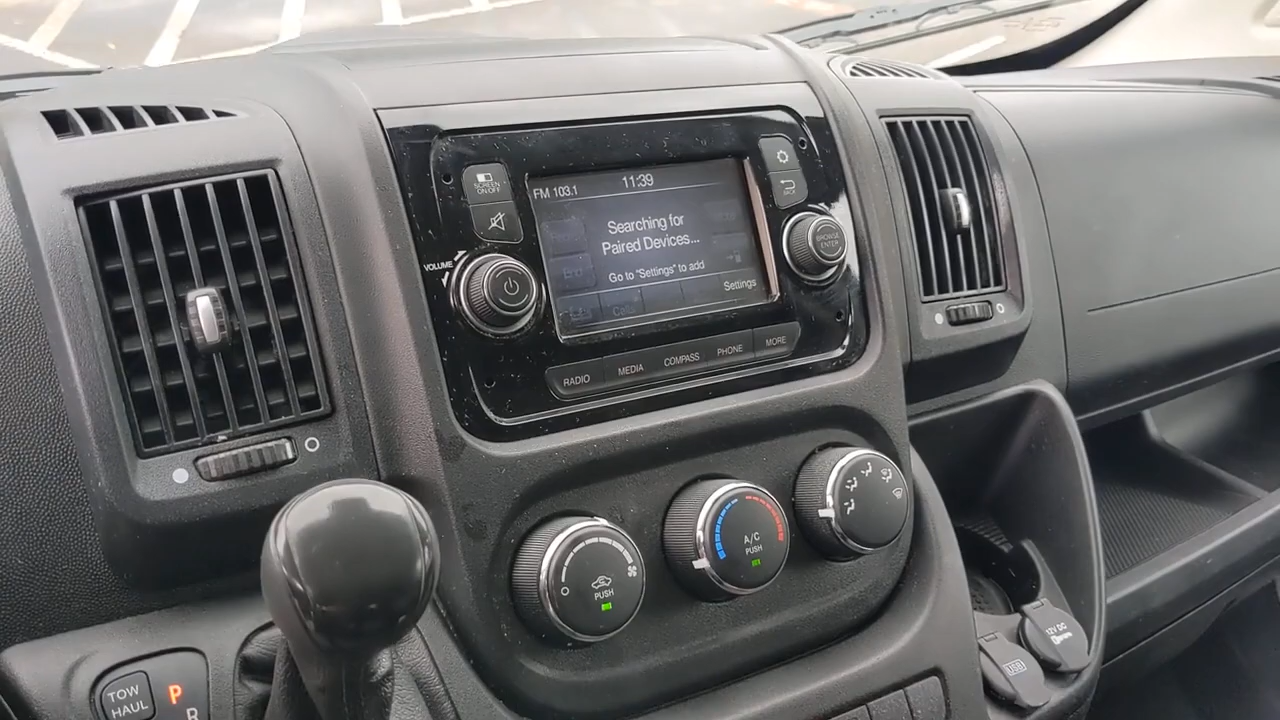 SCREEN
ON/OFF
FM 103.1
11:39
BACK
Searching for
Paired Devices...
Go to "Settings" to add
Settings
End
VOLUME
BROWSE
ENTER
RADIO
MEDIA
COMPASS
PHONE
MORE
PUSH
A/C
PUSH
TOW
HAUL
P
R
USB
12V DC